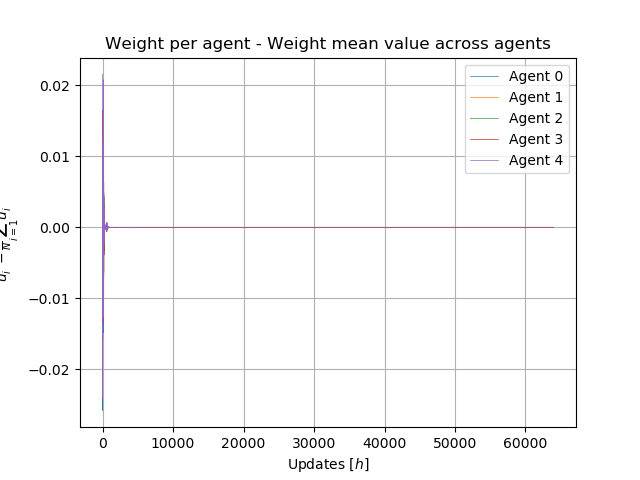 Weight per agent - Weight mean value across agents
Agent 0
Agent 1
Agent 2
Agent 3
Agent 4
0.02
0.01
0.00
−0.01
−0.02
0 10000 20000 30000 40000 50000 60000
Updates [h]